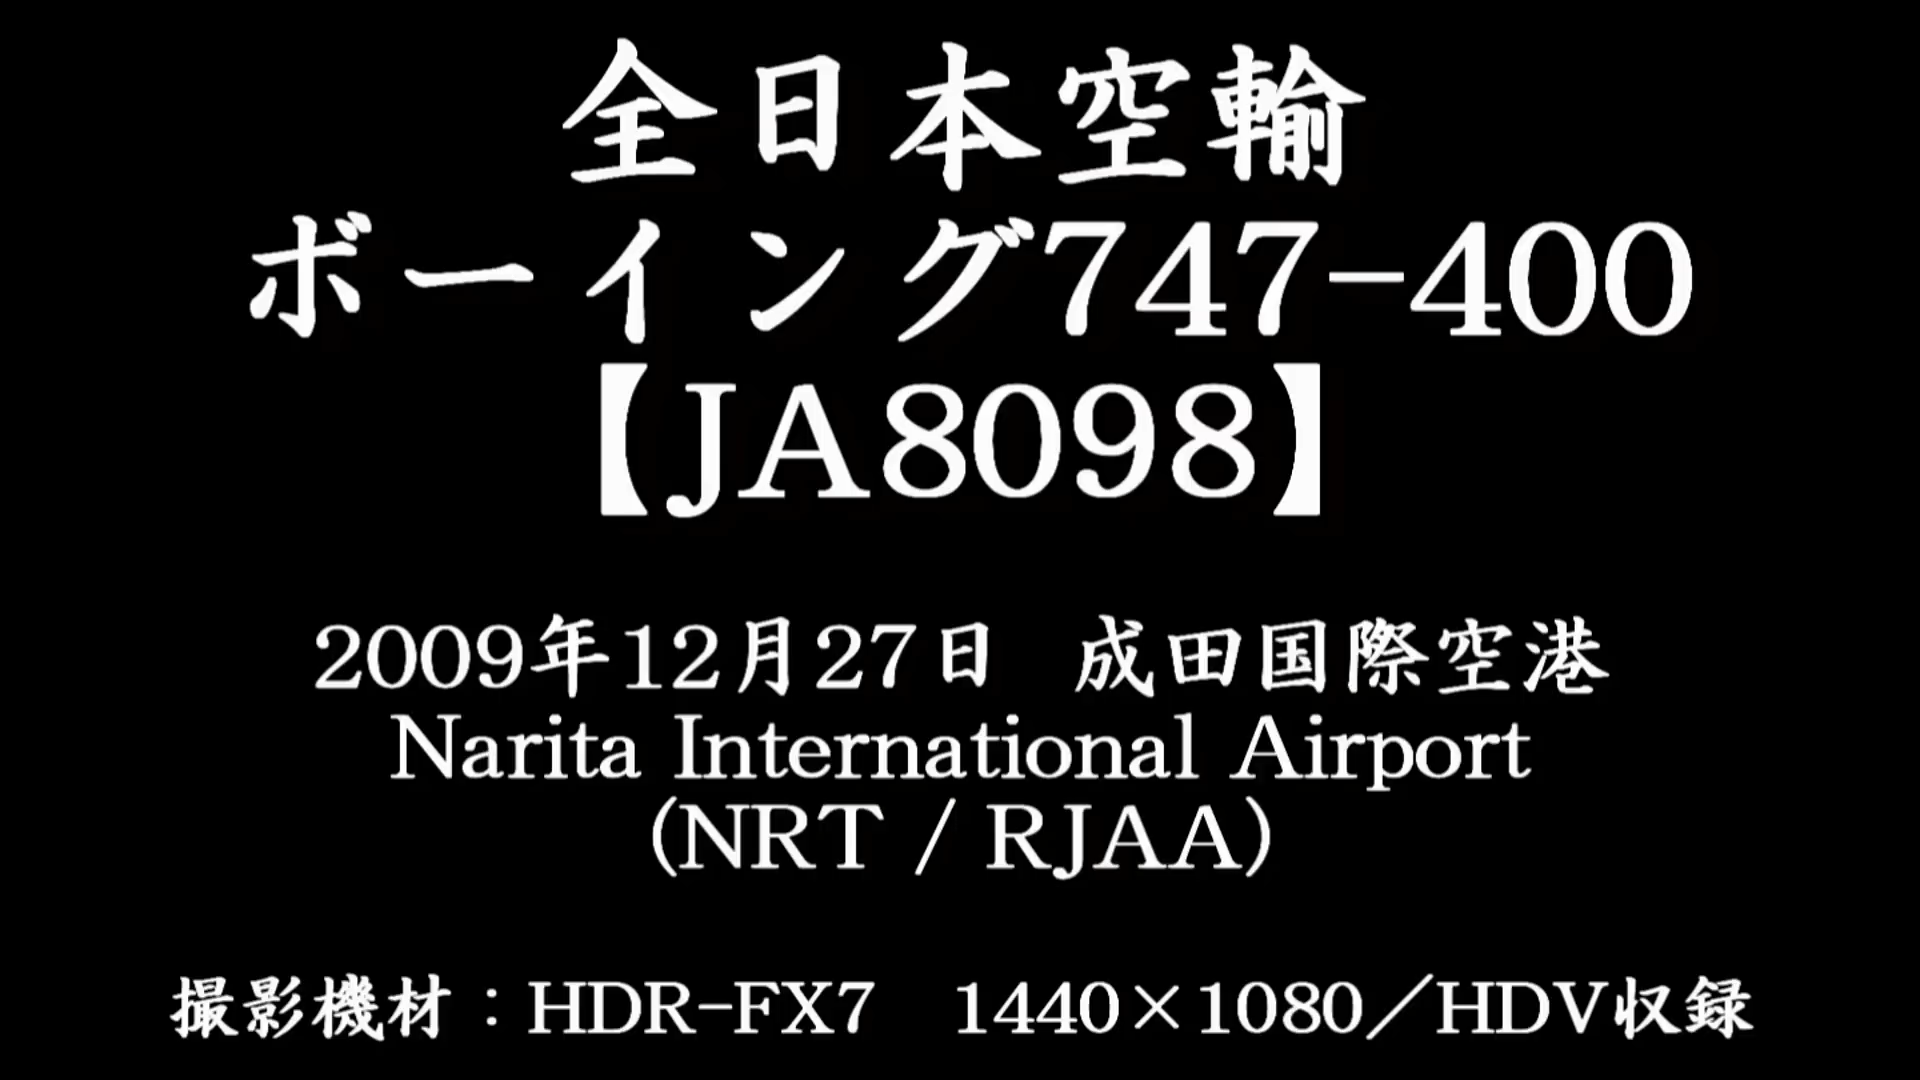 全日本空輸
ボーイング747-400
【JA8098】
2009年12月27日　成田国際空港
Narita International Airport
(NRT / RJAA)
撮影機材：HDR-FX7　1440×1080／HDV収録